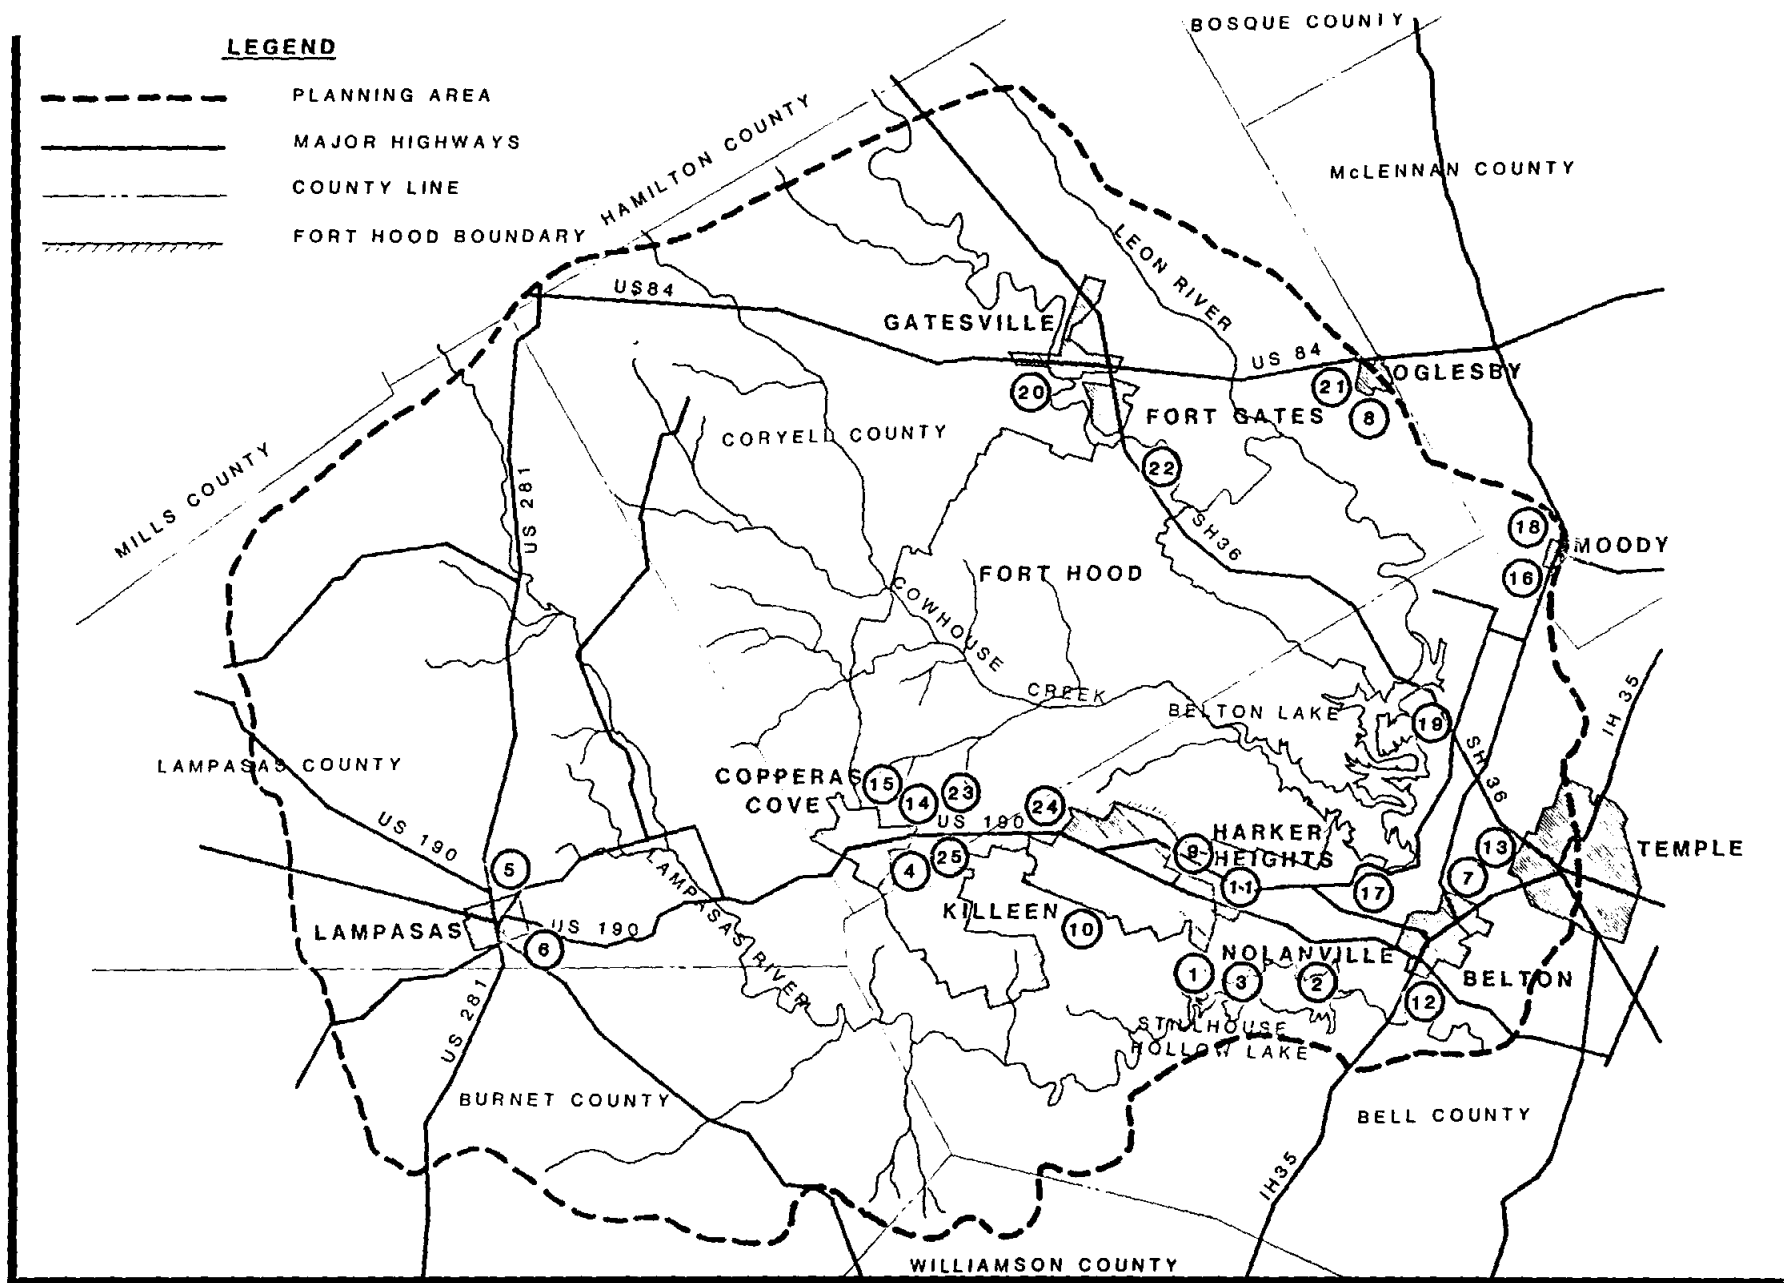 LEGEND
PLANNING AREA
MAJOR HIGHWAYS
COUNTY LINE
FORT HOOD BOUNDARY
BOSQUE COUNTY
HAMILTON COUNTY
McLENNAN COUNTY
LEON RIVER
US84
GATESVILLE
US 84
OGLESBY
20
21
8
FORT GATES
CORYELL COUNTY
MILLS COUNTY
22
US 281
SH36
18
MOODY
16
FORT HOOD
COWHOUSE
CREEK
BELTON LAKE
19
IH 35
SH 36
LAMPASAS COUNTY
COPPERAS
COVE
15
14
23
24
US 190
US 190
HARKER
HEIGHTS
9
11
13
TEMPLE
7
17
5
4
25
LAMPASAS
US 190
6
LAMPASAS RIVER
KILLEEN
10
NOLANVILLE
1
3
2
BELTON
12
STILLHOUSE
HOLLOW LAKE
US 281
BURNET COUNTY
BELL COUNTY
IH35
WILLIAMSON COUNTY